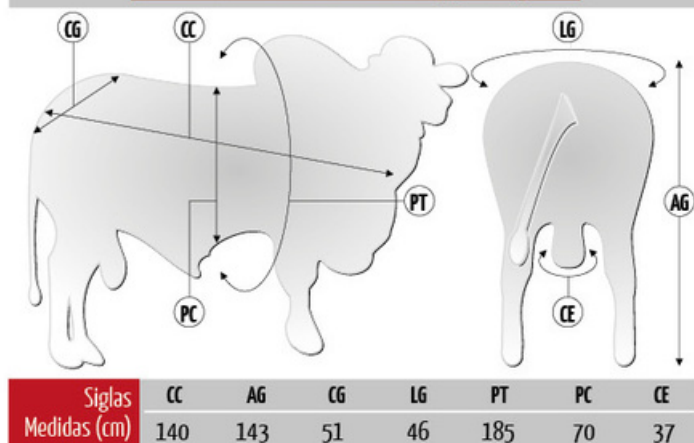 CG
CC
LG
PT
AG
PC
CE
Siglas CC AG CG LG PT PC CE
Medidas (cm) 140 143 51 46 185 70 37